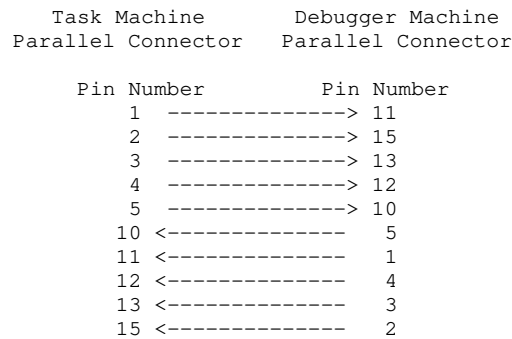 Task Machine Debugger Machine
Parallel Connector Parallel Connector
Pin Number Pin Number
1 --------------> 11
2 --------------> 15
3 --------------> 13
4 --------------> 12
5 --------------> 10
10 <-------------- 5
11 <-------------- 1
12 <-------------- 4
13 <-------------- 3
15 <-------------- 2